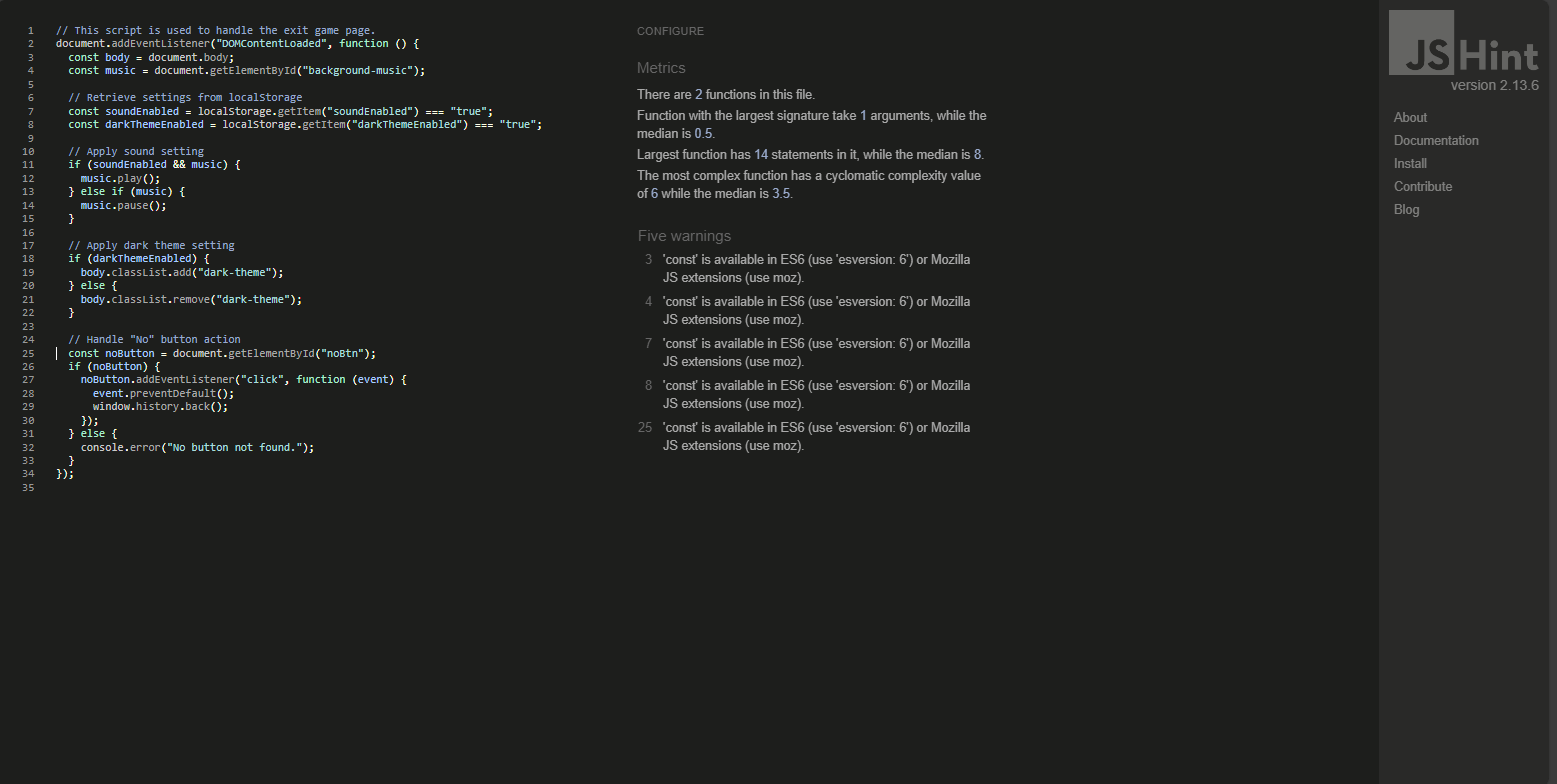 1 // This script is used to handle the exit game page.
2 document.addEventListener("DOMContentLoaded", function () {
3   const body = document.body;
4   const music = document.getElementById("background-music");
5
6   // Retrieve settings from localStorage
7   const soundEnabled = localStorage.getItem("soundEnabled") === "true";
8   const darkThemeEnabled = localStorage.getItem("darkThemeEnabled") === "true";
9
10   // Apply sound setting
11   if (soundEnabled && music) {
12     music.play();
13   } else if (music) {
14     music.pause();
15   }
16
17   // Apply dark theme setting
18   if (darkThemeEnabled) {
19     body.classList.add("dark-theme");
20   } else {
21     body.classList.remove("dark-theme");
22   }
23
24   // Handle "No" button action
25   const noButton = document.getElementById("noBtn");
26   if (noButton) {
27     noButton.addEventListener("click", function (event) {
28       event.preventDefault();
29       window.history.back();
30     });
31   } else {
32     console.error("No button not found.");
33   }
34 });
35
CONFIGURE
Metrics
There are 2 functions in this file.
Function with the largest signature take 1 arguments, while the
median is 0.5.
Largest function has 14 statements in it, while the median is 8.
The most complex function has a cyclomatic complexity value
of 6 while the median is 3.5.
Five warnings
3 'const' is available in ES6 (use 'esversion: 6') or Mozilla
JS extensions (use moz).
4 'const' is available in ES6 (use 'esversion: 6') or Mozilla
JS extensions (use moz).
7 'const' is available in ES6 (use 'esversion: 6') or Mozilla
JS extensions (use moz).
8 'const' is available in ES6 (use 'esversion: 6') or Mozilla
JS extensions (use moz).
25 'const' is available in ES6 (use 'esversion: 6') or Mozilla
JS extensions (use moz).
JSHint
version 2.13.6
About
Documentation
Install
Contribute
Blog